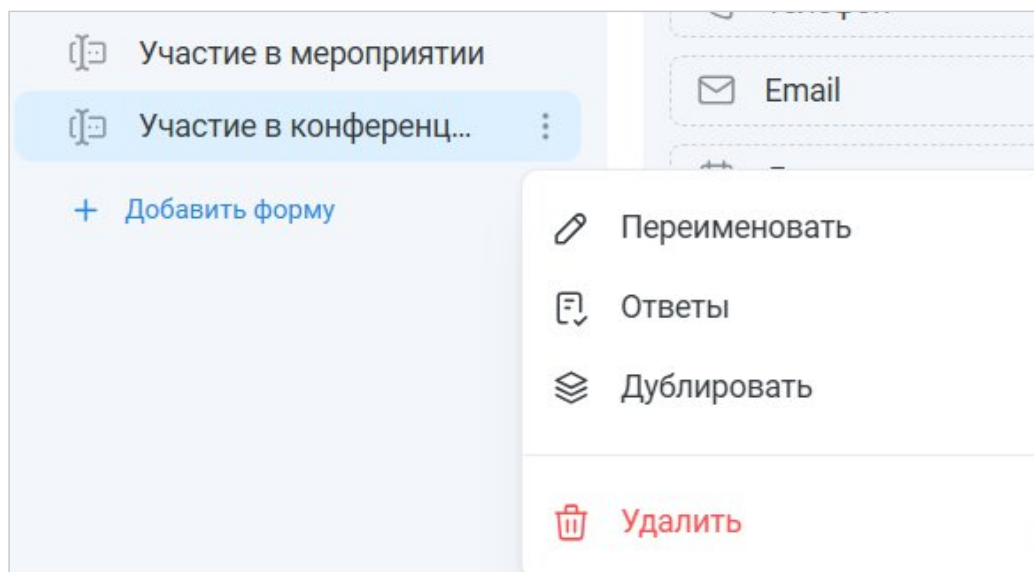 Участие в мероприятии
Участие в конференц...
+ Добавить форму
Email
Переименовать
Ответы
Дублировать
Удалить